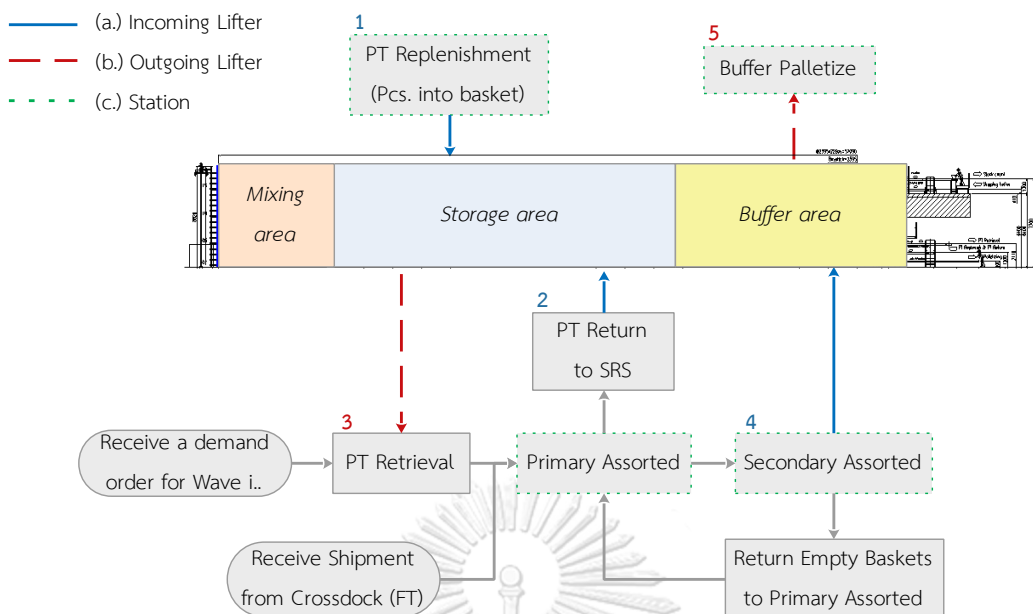 (a.) Incoming Lifter
(b.) Outgoing Lifter
(c.) Station
1
PT Replenishment
(Pcs. into basket)
5
Buffer Palletize
Mixing
area
Storage area
Buffer area
2
PT Return
to SRS
3
PT Retrieval
Receive a demand
order for Wave i..
Primary Assorted
4
Secondary Assorted
Receive Shipment
from Crossdock (FT)
Return Empty Baskets
to Primary Assorted